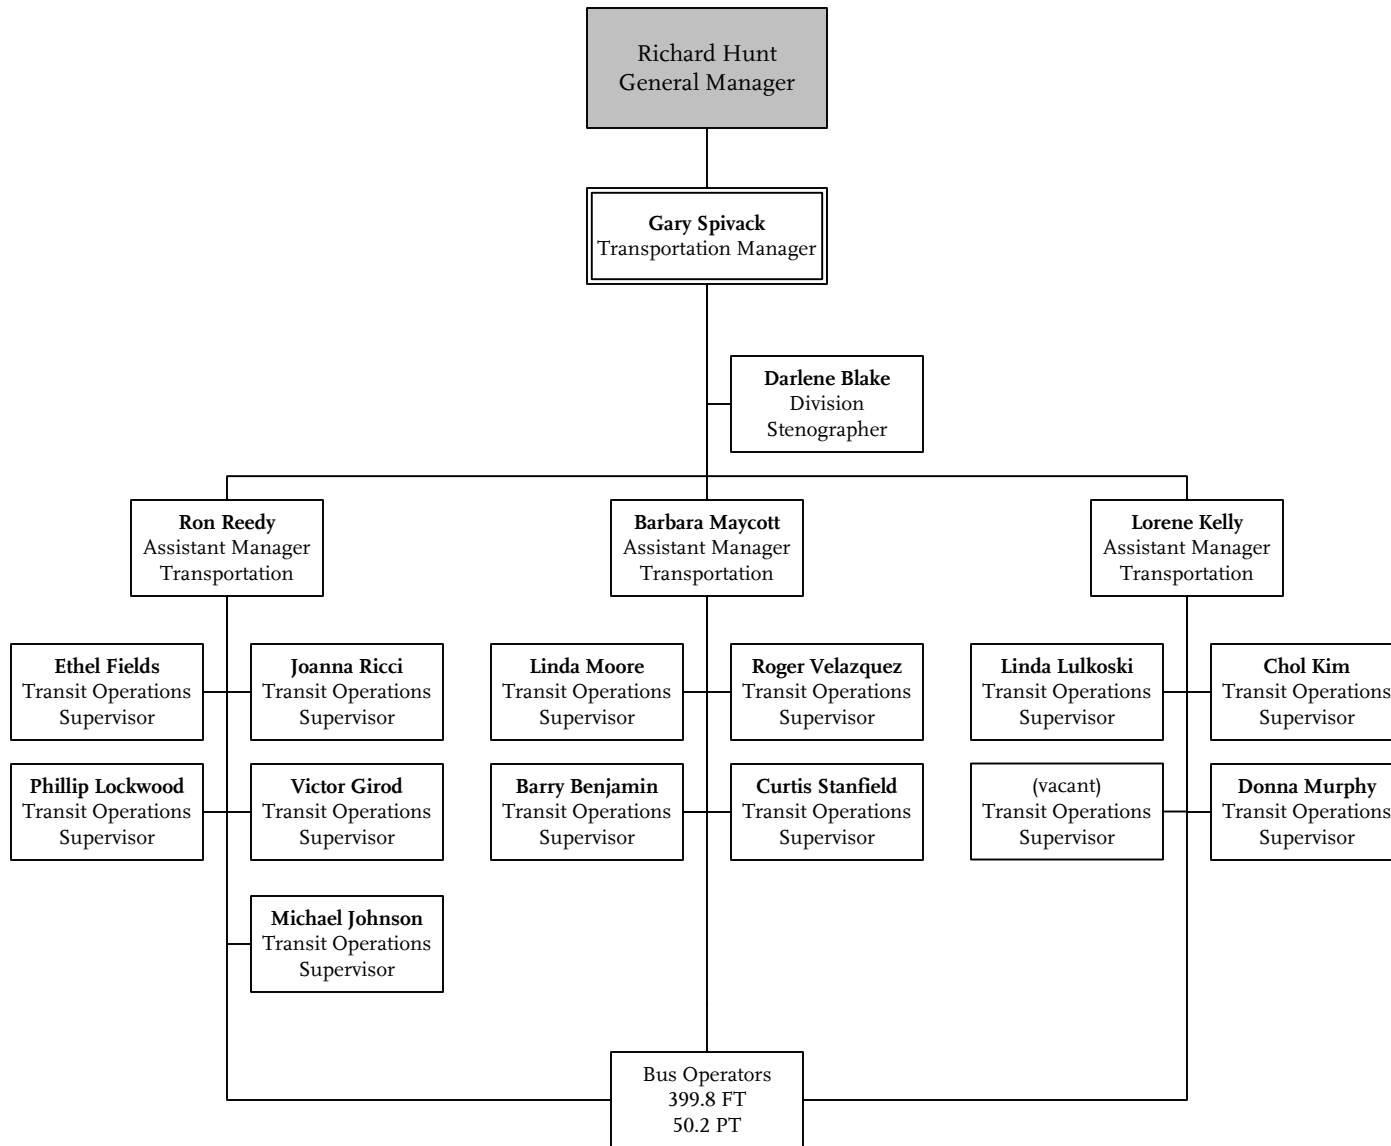 Richard Hunt
General Manager
Gary Spivack
Transportation Manager
Darlene Blake
Division
Stenographer
Ron Reedy
Assistant Manager
Transportation
Barbara Maycott
Assistant Manager
Transportation
Lorene Kelly
Assistant Manager
Transportation
Ethel Fields
Transit Operations
Supervisor
Joanna Ricci
Transit Operations
Supervisor
Linda Moore
Transit Operations
Supervisor
Roger Velazquez
Transit Operations
Supervisor
Linda Lulkoski
Transit Operations
Supervisor
Chol Kim
Transit Operations
Supervisor
Phillip Lockwood
Transit Operations
Supervisor
Victor Girod
Transit Operations
Supervisor
Barry Benjamin
Transit Operations
Supervisor
Curtis Stanfield
Transit Operations
Supervisor
(vacant)
Transit Operations
Supervisor
Donna Murphy
Transit Operations
Supervisor
Michael Johnson
Transit Operations
Supervisor
Bus Operators
399.8 FT
50.2 PT